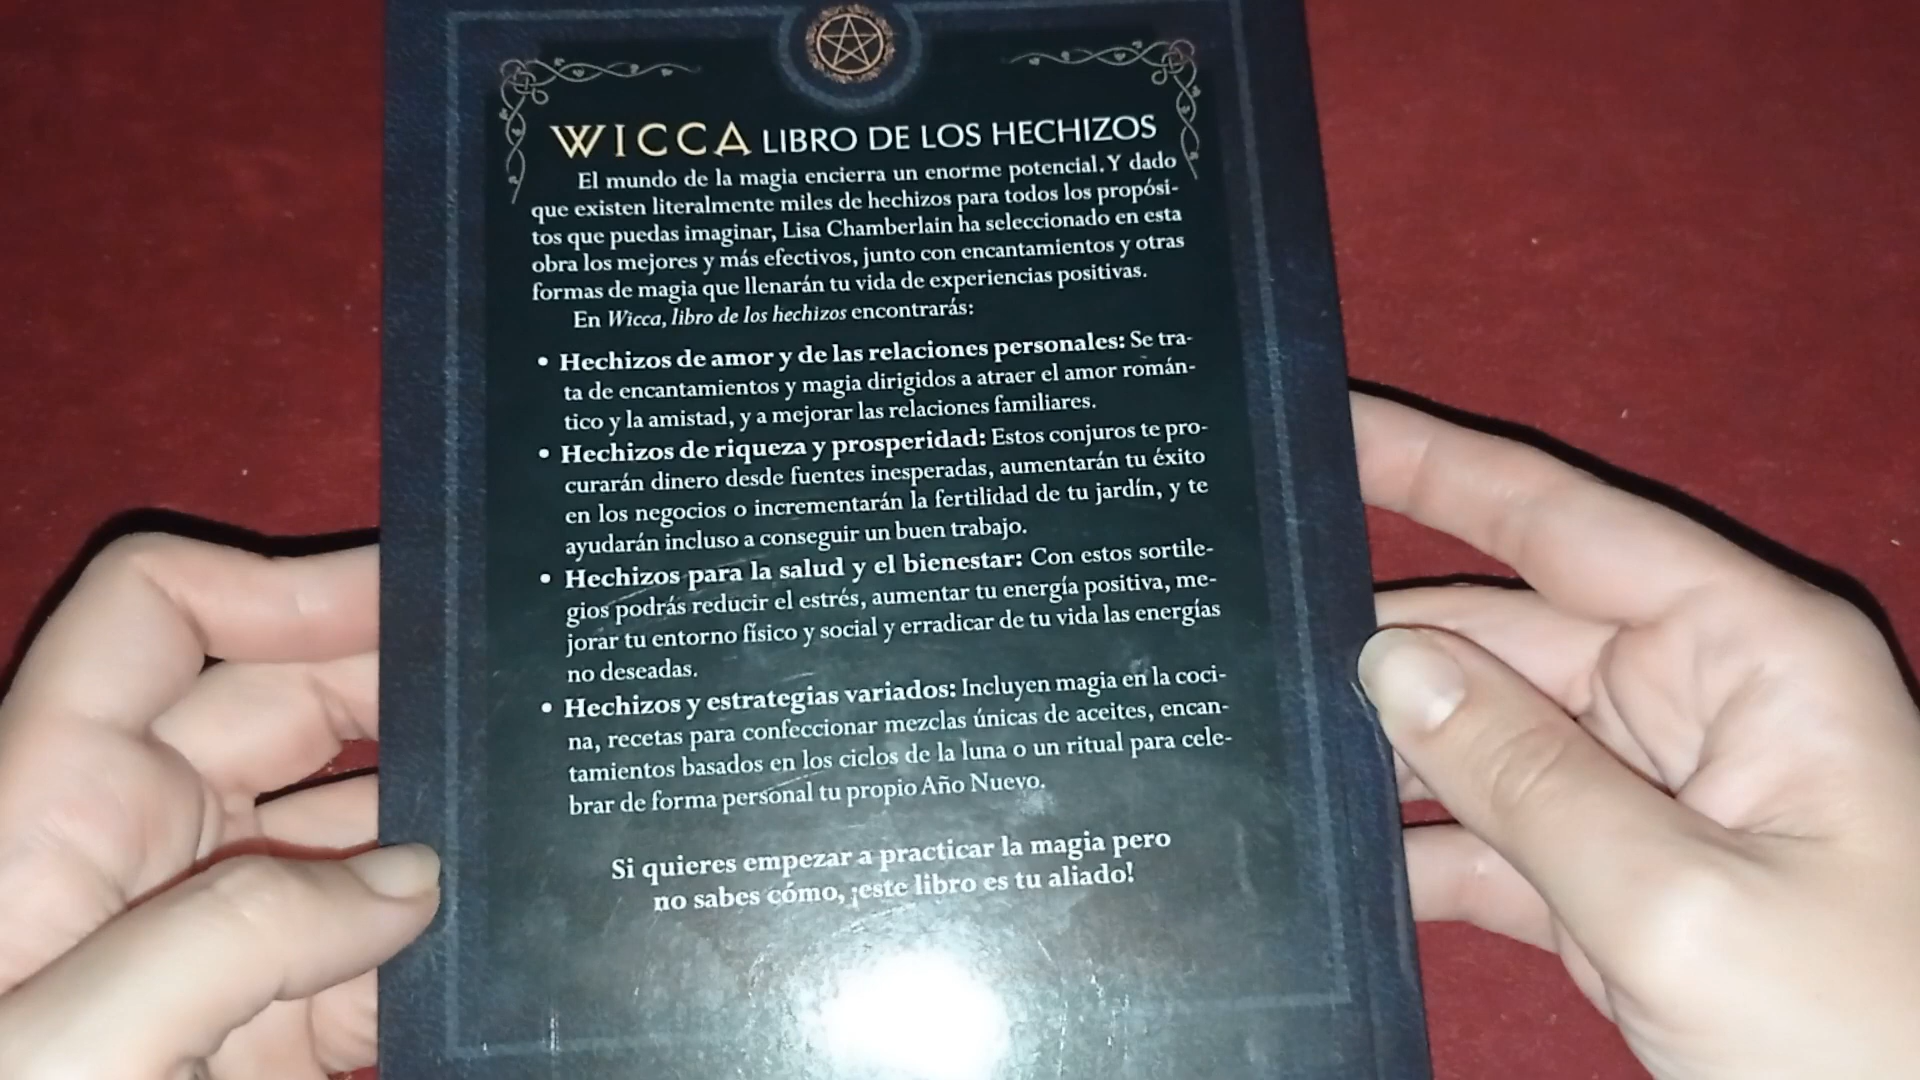 WICCA LIBRO DE LOS HECHIZOS
El mundo de la magia encierra un enorme potencial. Y dado
que existen literalmente miles de hechizos para todos los propósi-
tos que puedas imaginar, Lisa Chamberlain ha seleccionado en esta
obra los mejores y más efectivos, junto con encantamientos y otras
formas de magia que llenarán tu vida de experiencias positivas.
En Wicca, libro de los hechizos encontrarás:
• Hechizos de amor y de las relaciones personales: Se tra-
ta de encantamientos y magia dirigidos a atraer el amor román-
tico y la amistad, y a mejorar las relaciones familiares.
• Hechizos de riqueza y prosperidad: Estos conjuros te pro-
curarán dinero desde fuentes inesperadas, aumentarán tu éxito
en los negocios o incrementarán la fertilidad de tu jardín, y te
ayudarán incluso a conseguir un buen trabajo.
• Hechizos para la salud y el bienestar: Con estos sortile-
gios podrás reducir el estrés, aumentar tu energía positiva, me-
jorar tu entorno físico y social y erradicar de tu vida las energías
no deseadas.
• Hechizos y estrategias variados: Incluyen magia en la coci-
na, recetas para confeccionar mezclas únicas de aceites, encan-
tamientos basados en los ciclos de la luna o un ritual para cele-
brar de forma personal tu propio Año Nuevo.
Si quieres empezar a practicar la magia pero
no sabes cómo, ¡este libro es tu aliado!